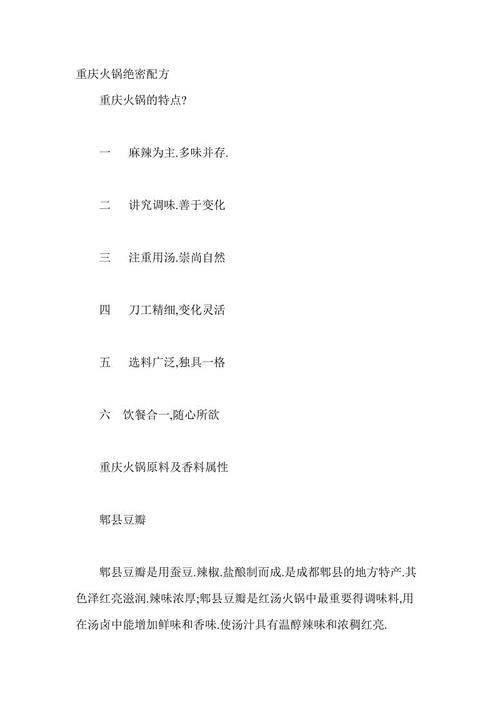 重庆火锅绝密配方
重庆火锅的特点?
一 麻辣为主.多味并存.
二 讲究调味.善于变化
三 注重用汤.崇尚自然
四 刀工精细,变化灵活
五 选料广泛,独具一格
六 饮餐合一,随心所欲
重庆火锅原料及香料属性
郫县豆瓣
郫县豆瓣是用蚕豆.辣椒.盐酿制而成.是成都郫县的地方特产.其
色泽红亮滋润.辣味浓厚;郫县豆瓣是红汤火锅中最重要得调味料,用
在汤卤中能增加鲜味和香味.使汤汁具有温醇辣味和浓稠红亮.